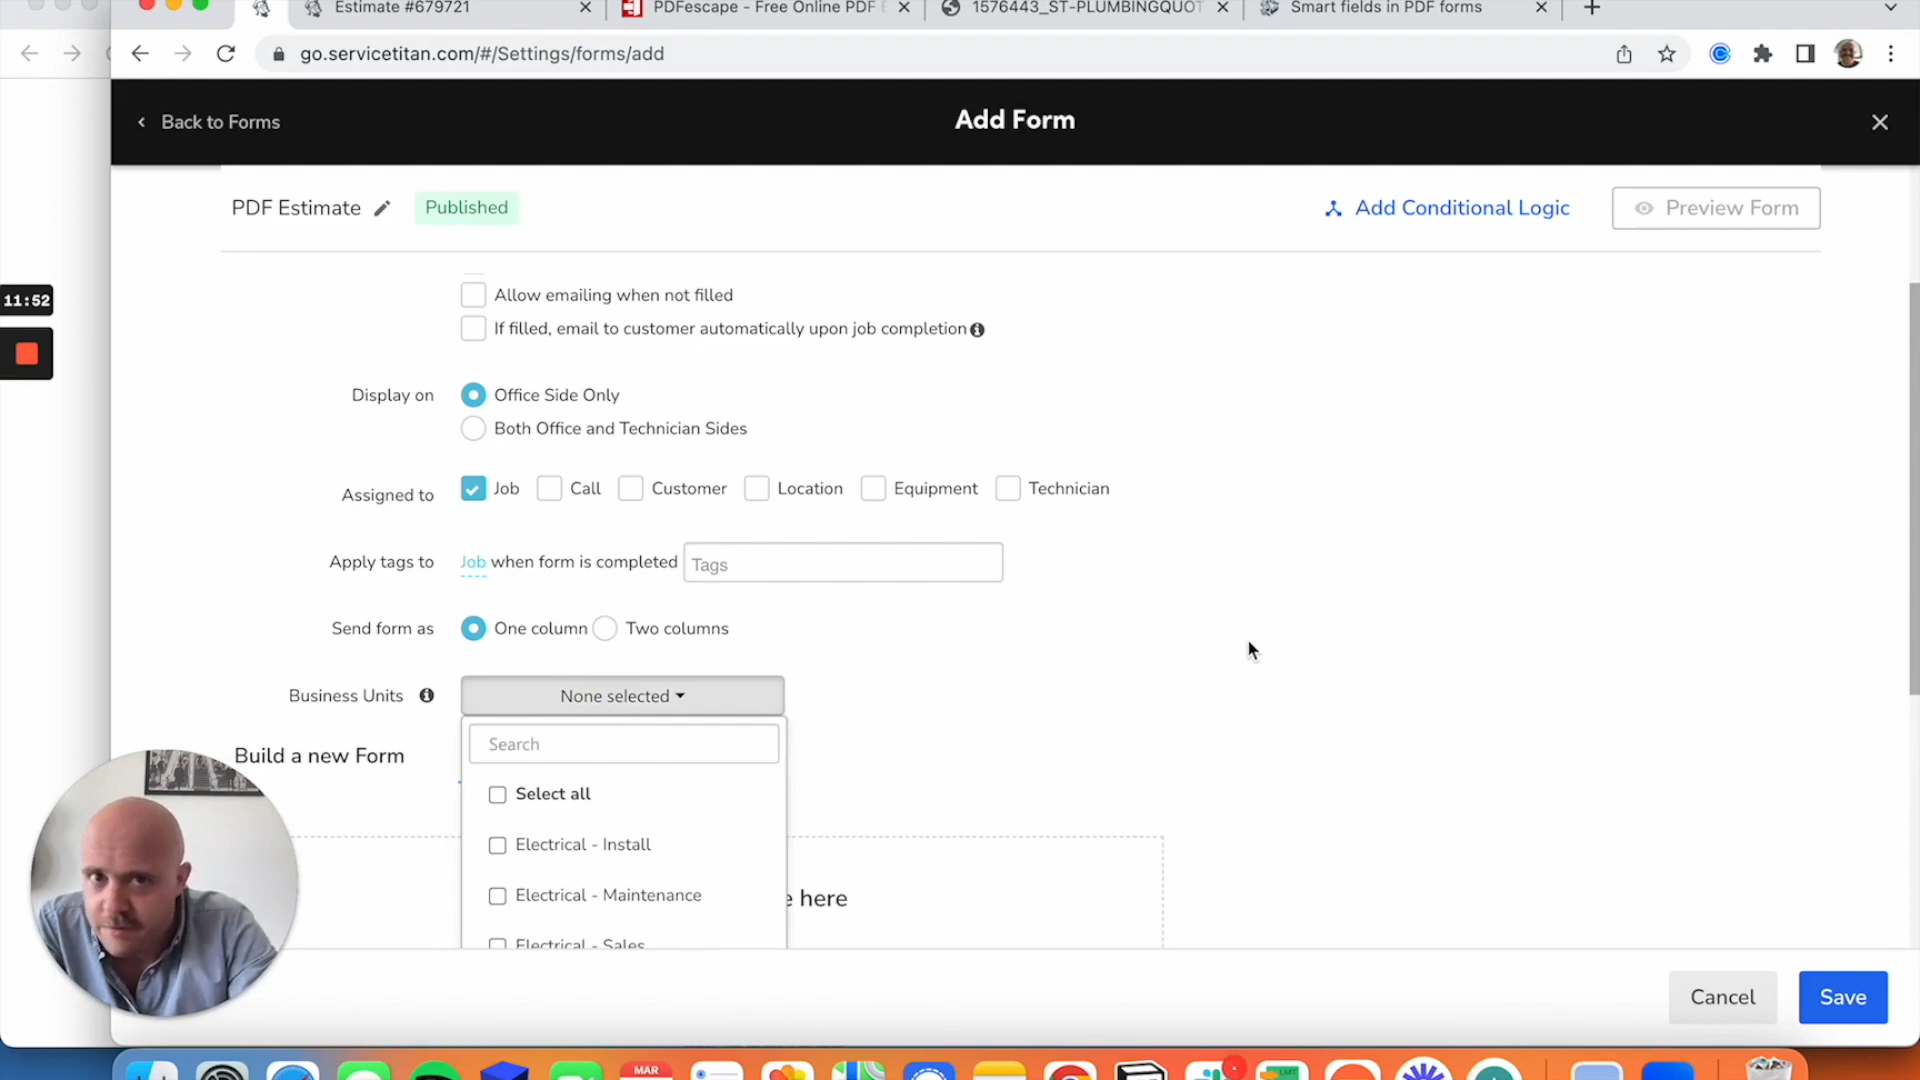 Estimate #679721
PDFescape - Free Online PDF E
1576443_ST-PLUMBINGQUOT
Smart fields in PDF forms
go.servicetitan.com/#/Settings/forms/add
Back to Forms
Add Form
PDF Estimate
Published
Add Conditional Logic
Preview Form
11:52
Allow emailing when not filled
If filled, email to customer automatically upon job completion
Display on
Office Side Only
Both Office and Technician Sides
Assigned to
Job
Call
Customer
Location
Equipment
Technician
Apply tags to
Job when form is completed
Tags
Send form as
One column
Two columns
Business Units
None selected
Search
Build a new Form
Select all
Electrical - Install
Electrical - Maintenance
e here
Electrical - Sales
Cancel
Save
MAR